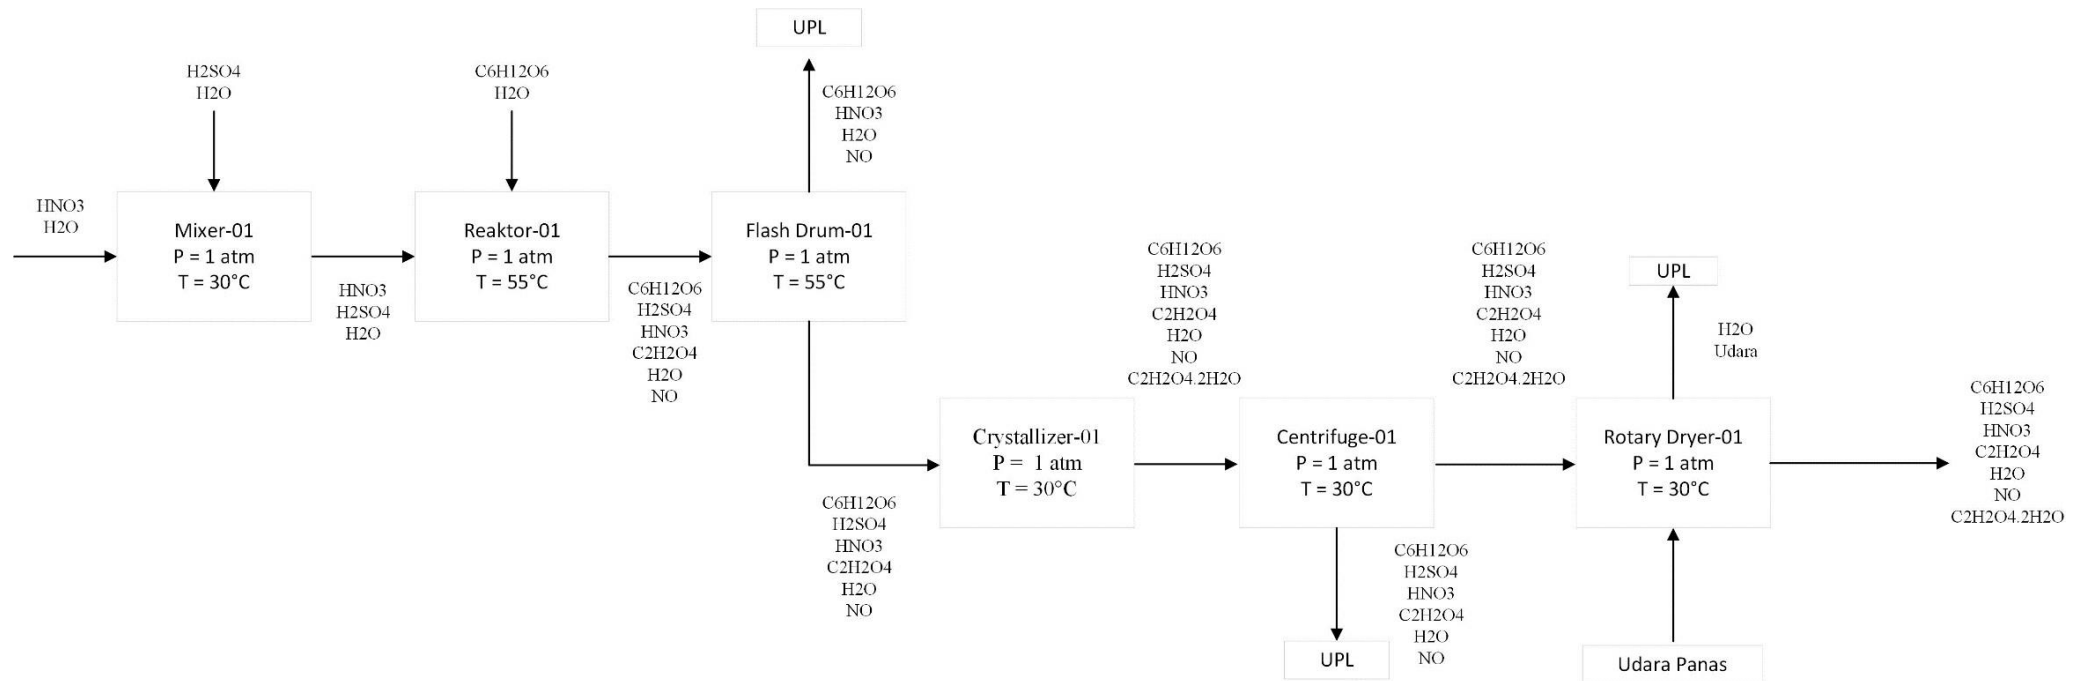 UPL
H2SO4
H2O
C6H12O6
H2O
C6H12O6
HNO3
H2O
NO
HNO3
H2O
Mixer-01
P = 1 atm
T = 30°C
HNO3
H2SO4
H2O
Reaktor-01
P = 1 atm
T = 55°C
C6H12O6
H2SO4
HNO3
C2H2O4
H2O
NO
Flash Drum-01
P = 1 atm
T = 55°C
C6H12O6
H2SO4
HNO3
C2H2O4
H2O
NO
Crystallizer-01
P = 1 atm
T = 30°C
C6H12O6
H2SO4
HNO3
C2H2O4
H2O
NO
C2H2O4.2H2O
Centrifuge-01
P = 1 atm
T = 30°C
C6H12O6
H2SO4
HNO3
C2H2O4
H2O
NO
UPL
C6H12O6
H2SO4
HNO3
C2H2O4
H2O
NO
C2H2O4.2H2O
UPL
H2O
Udara
Rotary Dryer-01
P = 1 atm
T = 30°C
Udara Panas
C6H12O6
H2SO4
HNO3
C2H2O4
H2O
NO
C2H2O4.2H2O